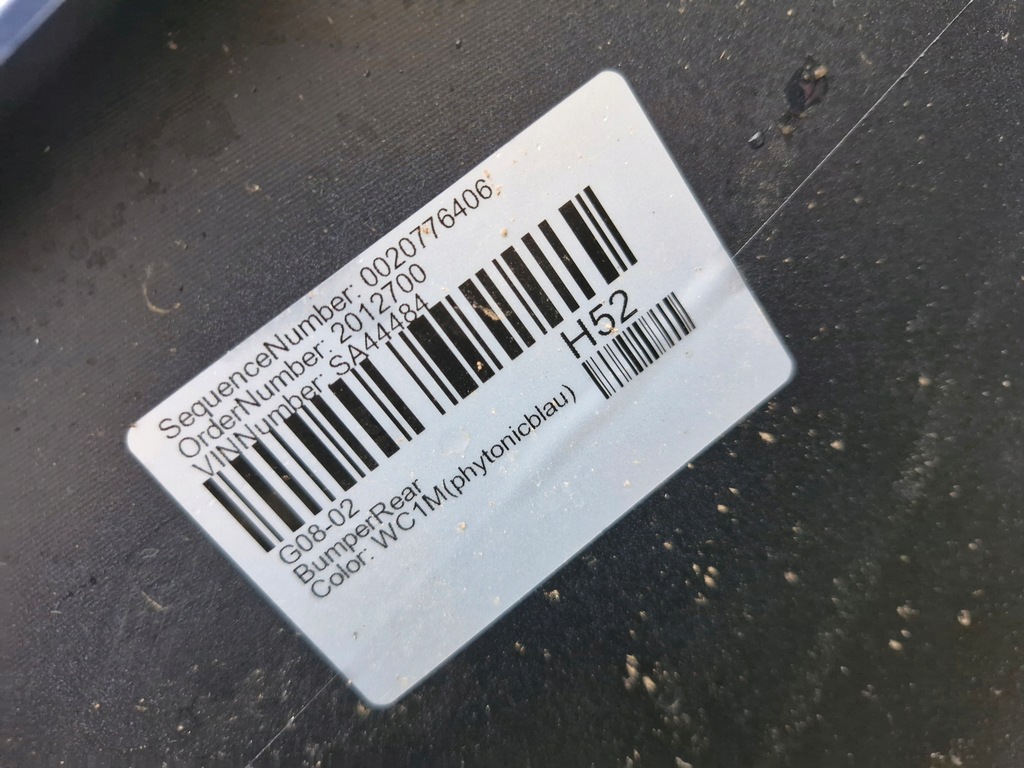 SequenceNumber: 0020776406
OrderNumber: 2012700
VINNumber: SA44484
H52
G08-02
BumperRear
Color: WC1M(phytonicblau)